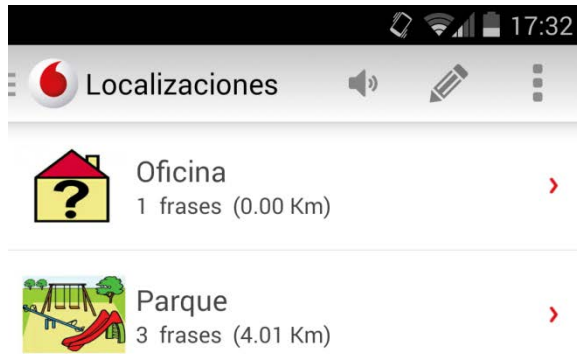 17:32
Localizaciones
Oficina
1 frases (0.00 Km)
?
Parque
3 frases (4.01 Km)